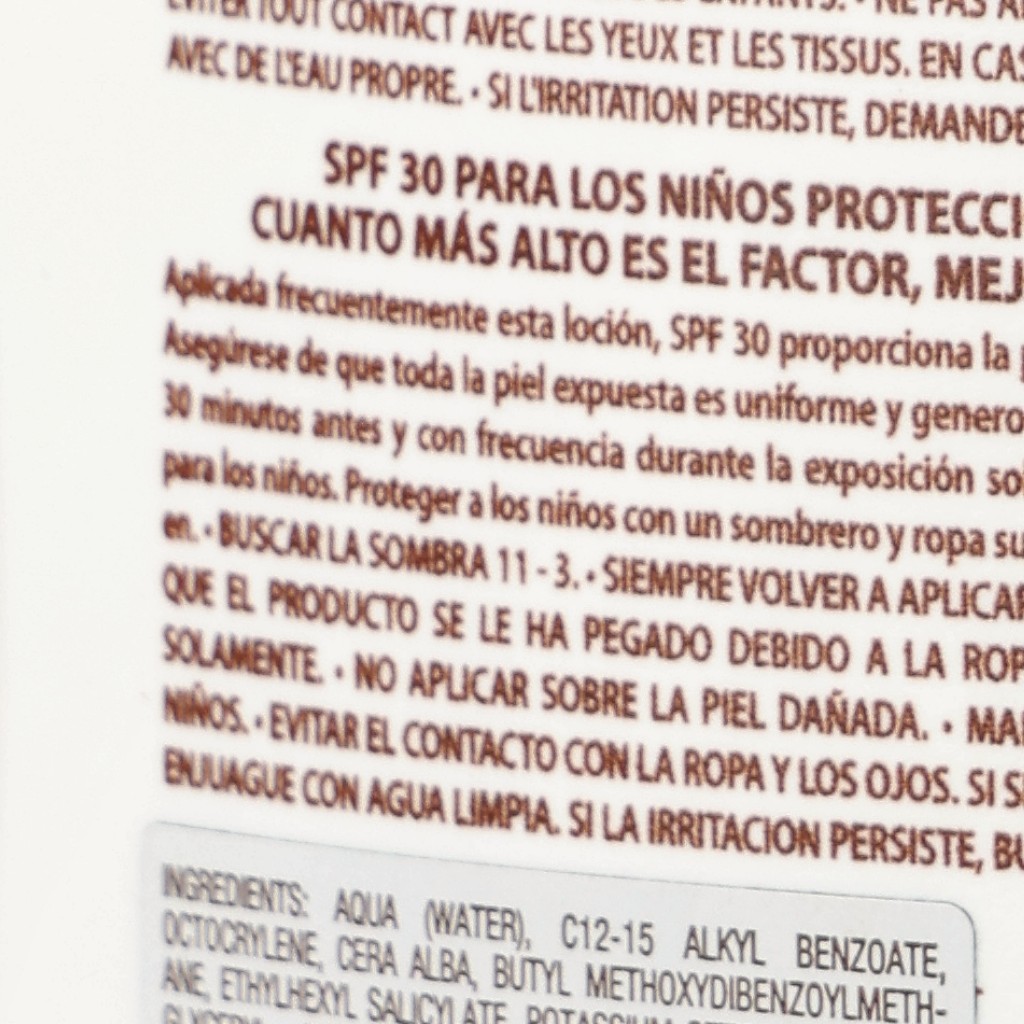 NE PAS
EVITER TOUT CONTACT AVEC LES YEUX ET LES TISSUS. EN CAS
AVEC DE L'EAU PROPRE. • SI L'IRRITATION PERSISTE, DEMANDE
SPF 30 PARA LOS NIÑOS PROTECCI
CUANTO MÁS ALTO ES EL FACTOR, MEJ
Aplicada frecuentemente esta loción, SPF 30 proporciona la
Asegúrese de que toda la piel expuesta es uniforme y genero
30 minutos antes y con frecuencia durante la exposición so
para los niños. Proteger a los niños con un sombrero y ropa su
en. • BUSCAR LA SOMBRA 11 - 3. • SIEMPRE VOLVER A APLICAR
QUE EL PRODUCTO SE LE HA PEGADO DEBIDO A LA ROP
SOLAMENTE. • NO APLICAR SOBRE LA PIEL DAÑADA. • MA
NIÑOS. • EVITAR EL CONTACTO CON LA ROPA Y LOS OJOS. SI S
ENJUAGUE CON AGUA LIMPIA. SI LA IRRITACION PERSISTE, BU
INGREDIENTS: AQUA (WATER), C12-15 ALKYL BENZOATE,
OCTOCRYLENE, CERA ALBA, BUTYL METHOXYDIBENZOYLMETH-
ANE, ETHYLHEXYL SALICYLATE, POTASSIUM